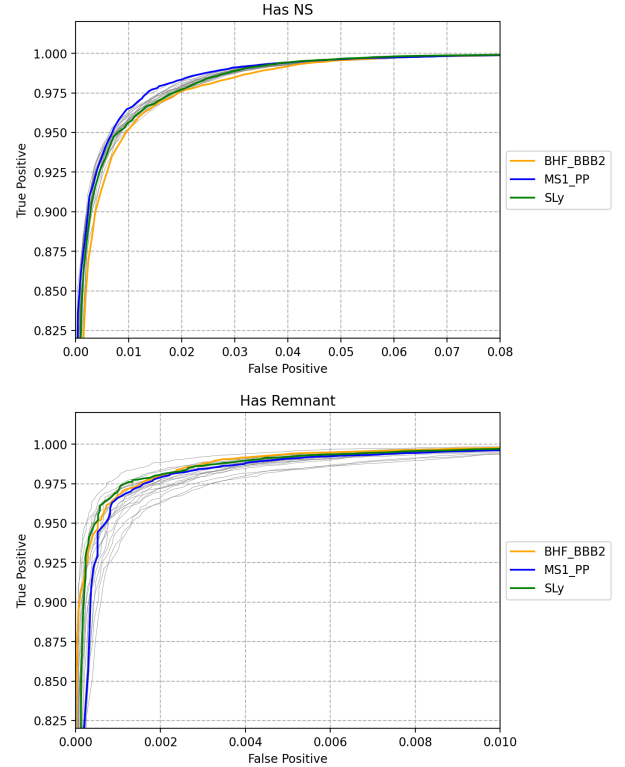 Has NS
1.000
0.975
0.950
0.925
0.900
0.875
0.850
0.825
True Positive
0.00 0.01 0.02 0.03 0.04 0.05 0.06 0.07 0.08
False Positive
BHF_BBB2
MS1_PP
SLy
Has Remnant
1.000
0.975
0.950
0.925
0.900
0.875
0.850
0.825
True Positive
0.000 0.002 0.004 0.006 0.008 0.010
False Positive
BHF_BBB2
MS1_PP
SLy